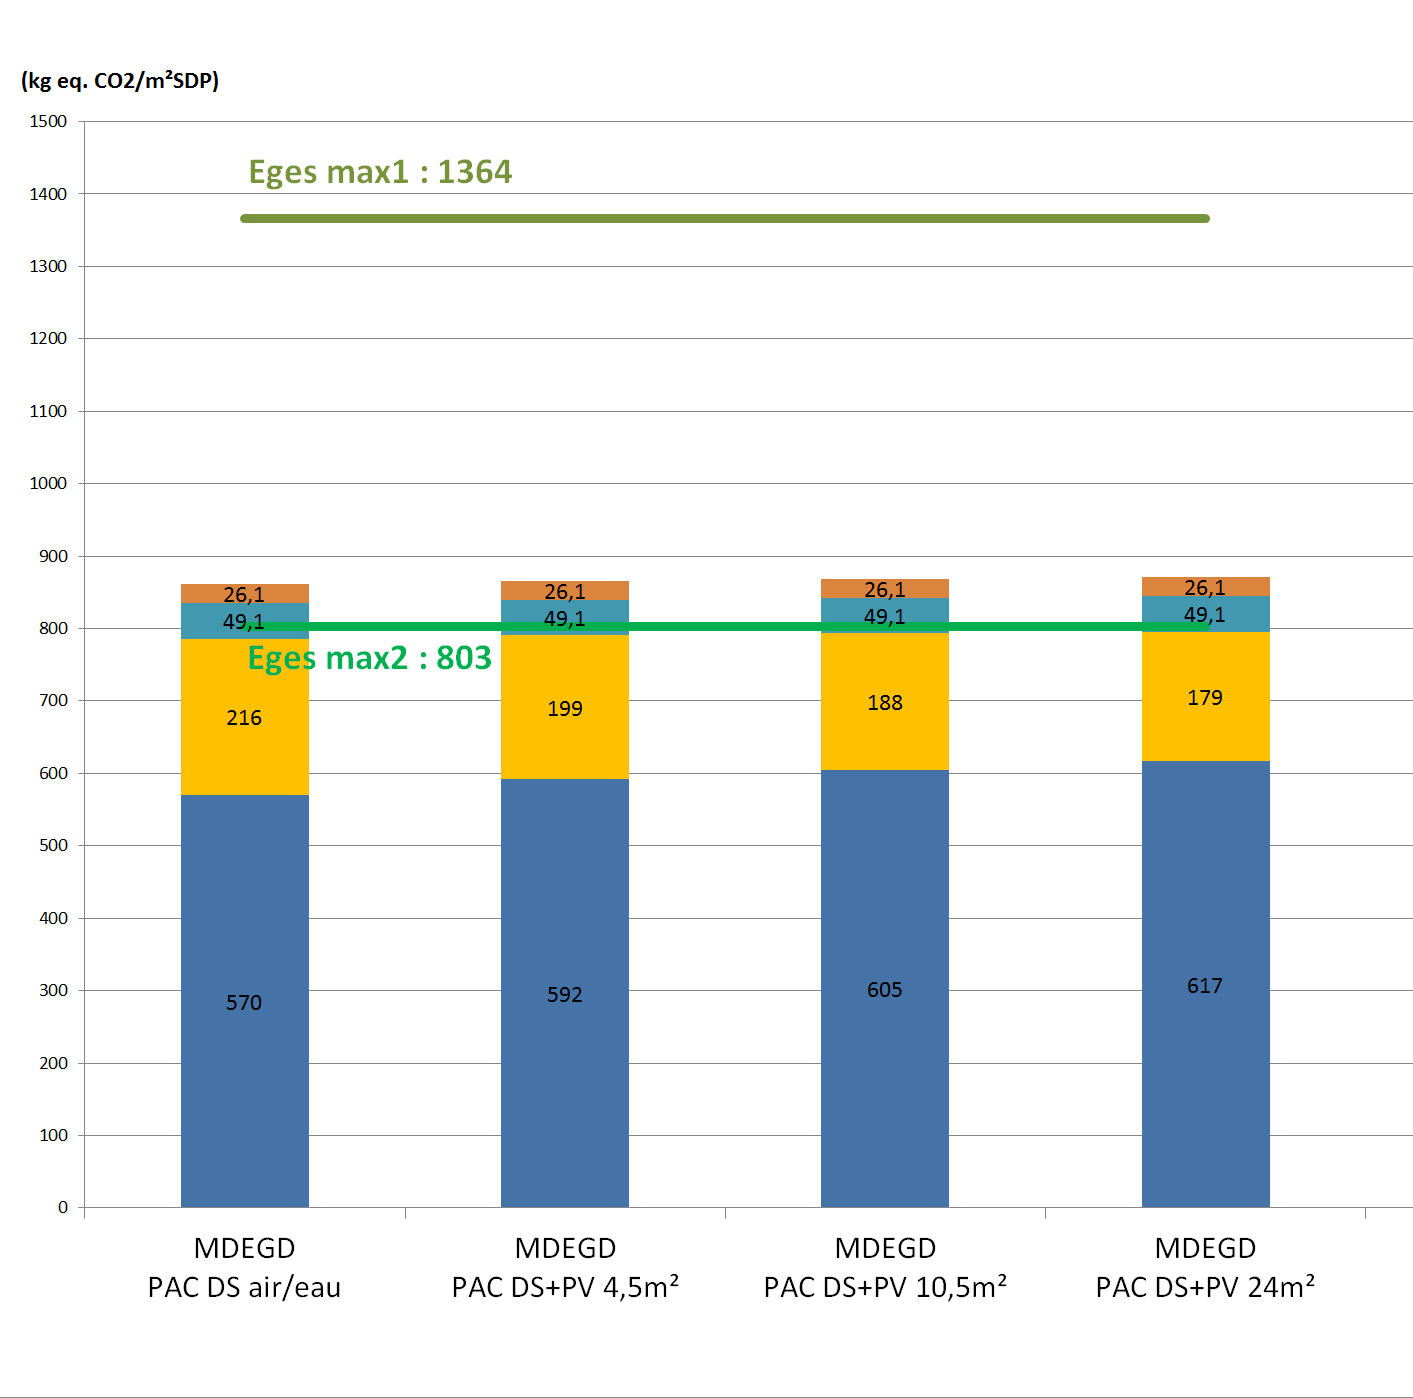 (kg eq. CO2/m²SDP)
1500
Eges max1 : 1364
1400
1300
1200
1100
1000
900
26,1 26,1 26,1 26,1
49,1 49,1 49,1 49,1
800
Eges max2 : 803
700
216 199 188 179
600
500
400
300
570 592 605 617
200
100
0
MDEGD MDEGD MDEGD MDEGD
PAC DS air/eau PAC DS+PV 4,5m² PAC DS+PV 10,5m² PAC DS+PV 24m²